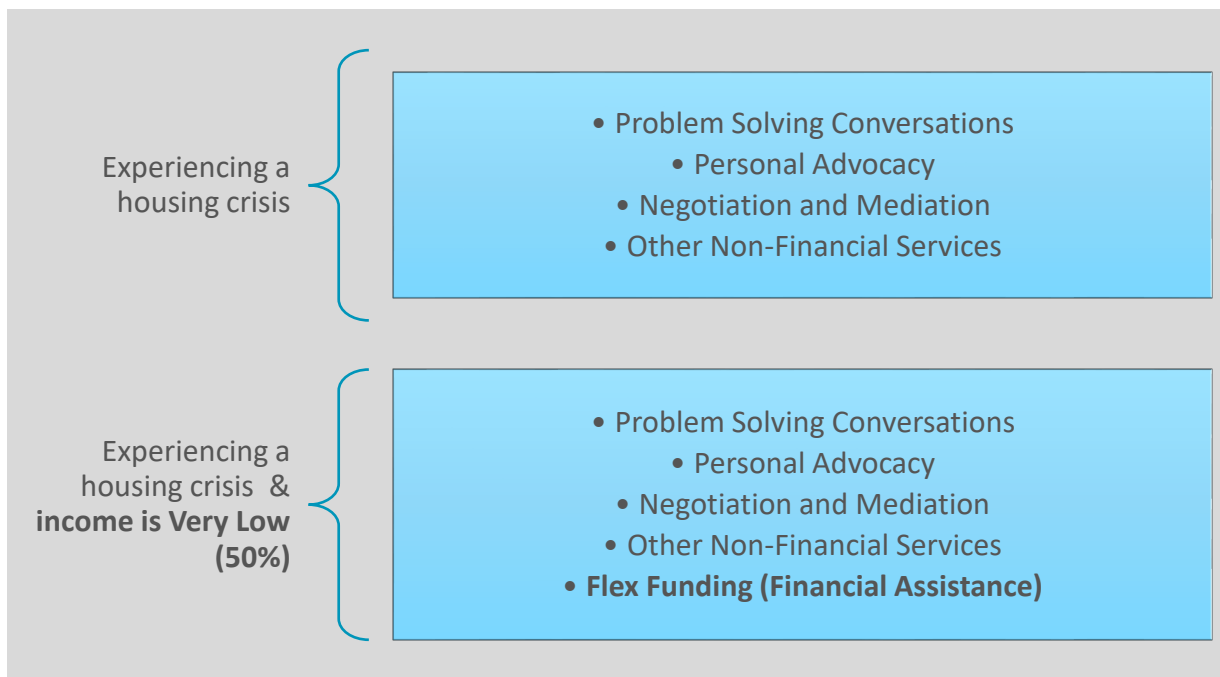 Experiencing a
housing crisis
• Problem Solving Conversations
• Personal Advocacy
• Negotiation and Mediation
• Other Non-Financial Services
Experiencing a
housing crisis &
income is Very Low
(50%)
• Problem Solving Conversations
• Personal Advocacy
• Negotiation and Mediation
• Other Non-Financial Services
• Flex Funding (Financial Assistance)